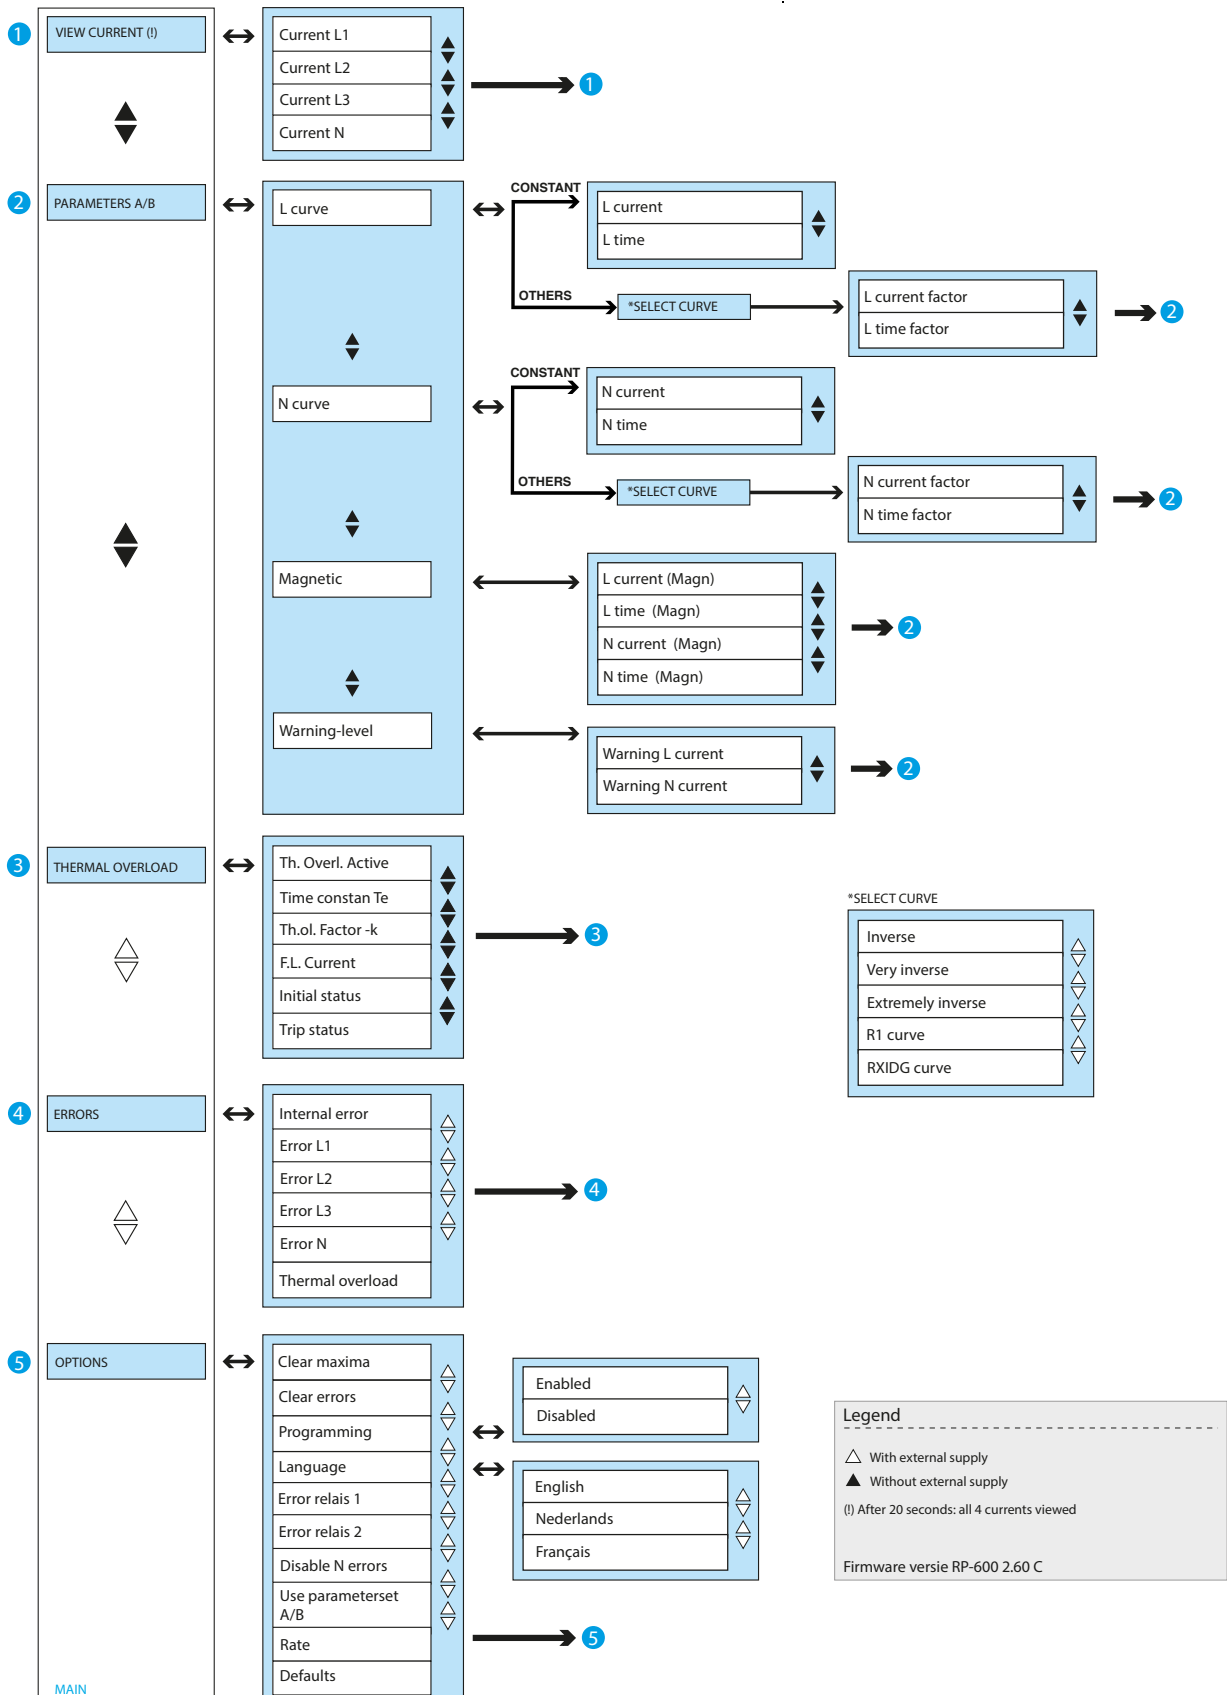 1
VIEW CURRENT (!)
Current L1
Current L2
Current L3
Current N
1
2
PARAMETERS A/B
L curve
CONSTANT
L current
L time
OTHERS
*SELECT CURVE
L current factor
L time factor
2
N curve
CONSTANT
N current
N time
OTHERS
*SELECT CURVE
N current factor
N time factor
2
Magnetic
L current (Magn)
L time (Magn)
N current (Magn)
N time (Magn)
2
Warning-level
Warning L current
Warning N current
2
3
THERMAL OVERLOAD
Th. Overl. Active
Time constan Te
Th.ol. Factor -k
F.L. Current
Initial status
Trip status
3
*SELECT CURVE
Inverse
Very inverse
Extremely inverse
R1 curve
RXIDG curve
4
ERRORS
Internal error
Error L1
Error L2
Error L3
Error N
Thermal overload
4
5
OPTIONS
Clear maxima
Clear errors
Programming
Language
Error relais 1
Error relais 2
Disable N errors
Use parameterset
A/B
Rate
Defaults
Enabled
Disabled
English
Nederlands
Français
5
Legend
With external supply
Without external supply
(!) After 20 seconds: all 4 currents viewed
Firmware versie RP-600 2.60 C
MAIN